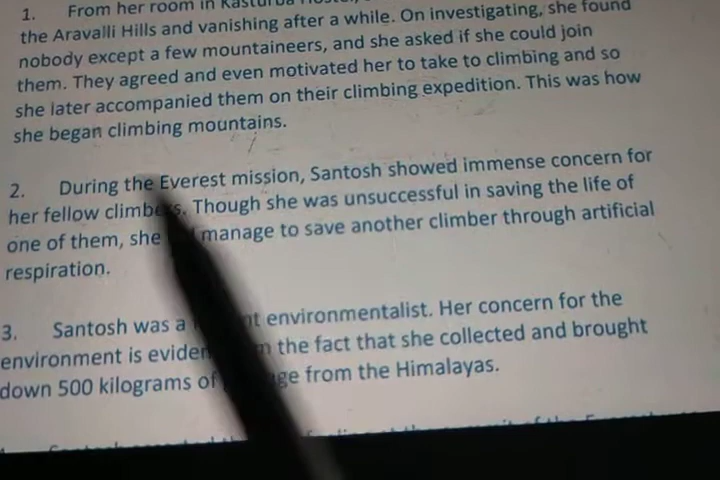 1. From her room in Kasturba
the Aravalli Hills and vanishing after a while. On investigating, she found
nobody except a few mountaineers, and she asked if she could join
them. They agreed and even motivated her to take to climbing and so
she later accompanied them on their climbing expedition. This was how
she began climbing mountains.
2. During the Everest mission, Santosh showed immense concern for
her fellow climbers. Though she was unsuccessful in saving the life of
one of them, she manage to save another climber through artificial
respiration.
3. Santosh was a environmentalist. Her concern for the
environment is the fact that she collected and brought
down 500 kilograms of from the Himalayas.